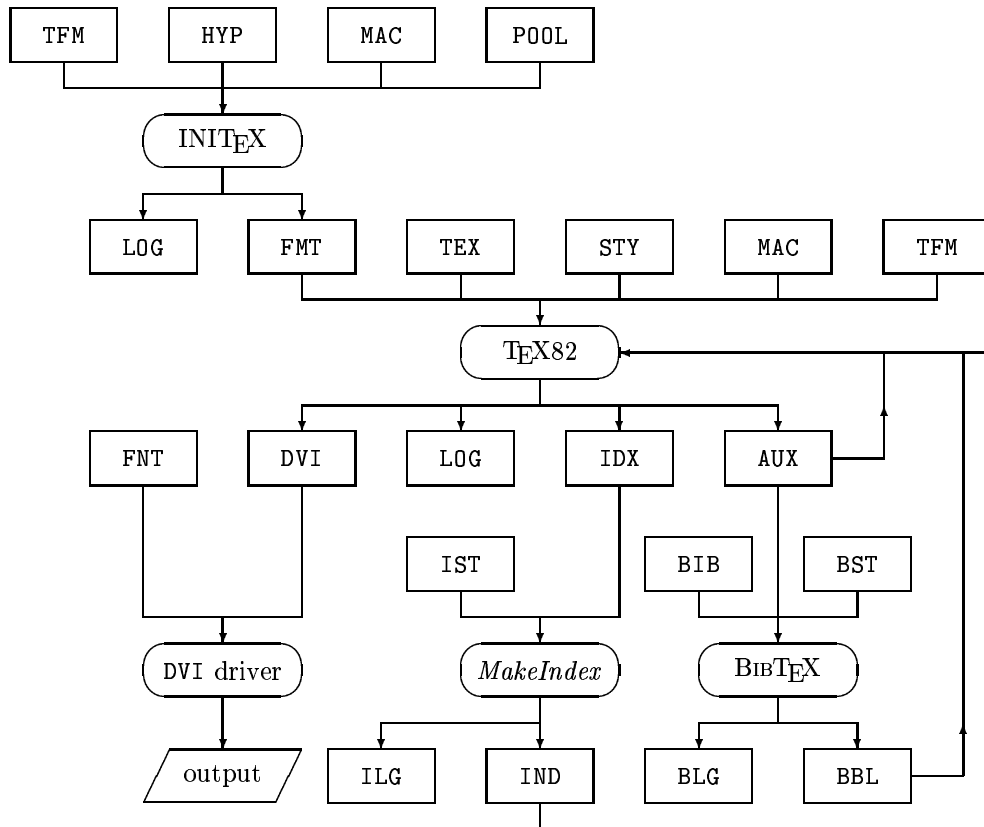 TFM HYP MAC POOL
INITEX
LOG FMT TEX STY MAC TFM
TEX82
FNT DVI LOG IDX AUX
IST BIB BST
DVI driver MakeIndex BIBTEX
output ILG IND BLG BBL